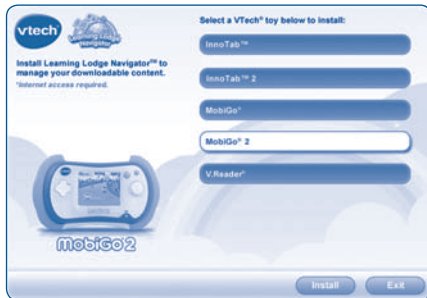 vtech®
Learning Lodge
Navigator™
Install Learning Lodge Navigator™ to
manage your downloadable content.
*Internet access required.
MobiGo 2
Select a VTech® toy below to install:
InnoTab™
InnoTab™ 2
MobiGo®
MobiGo® 2
V.Reader®
Install
Exit